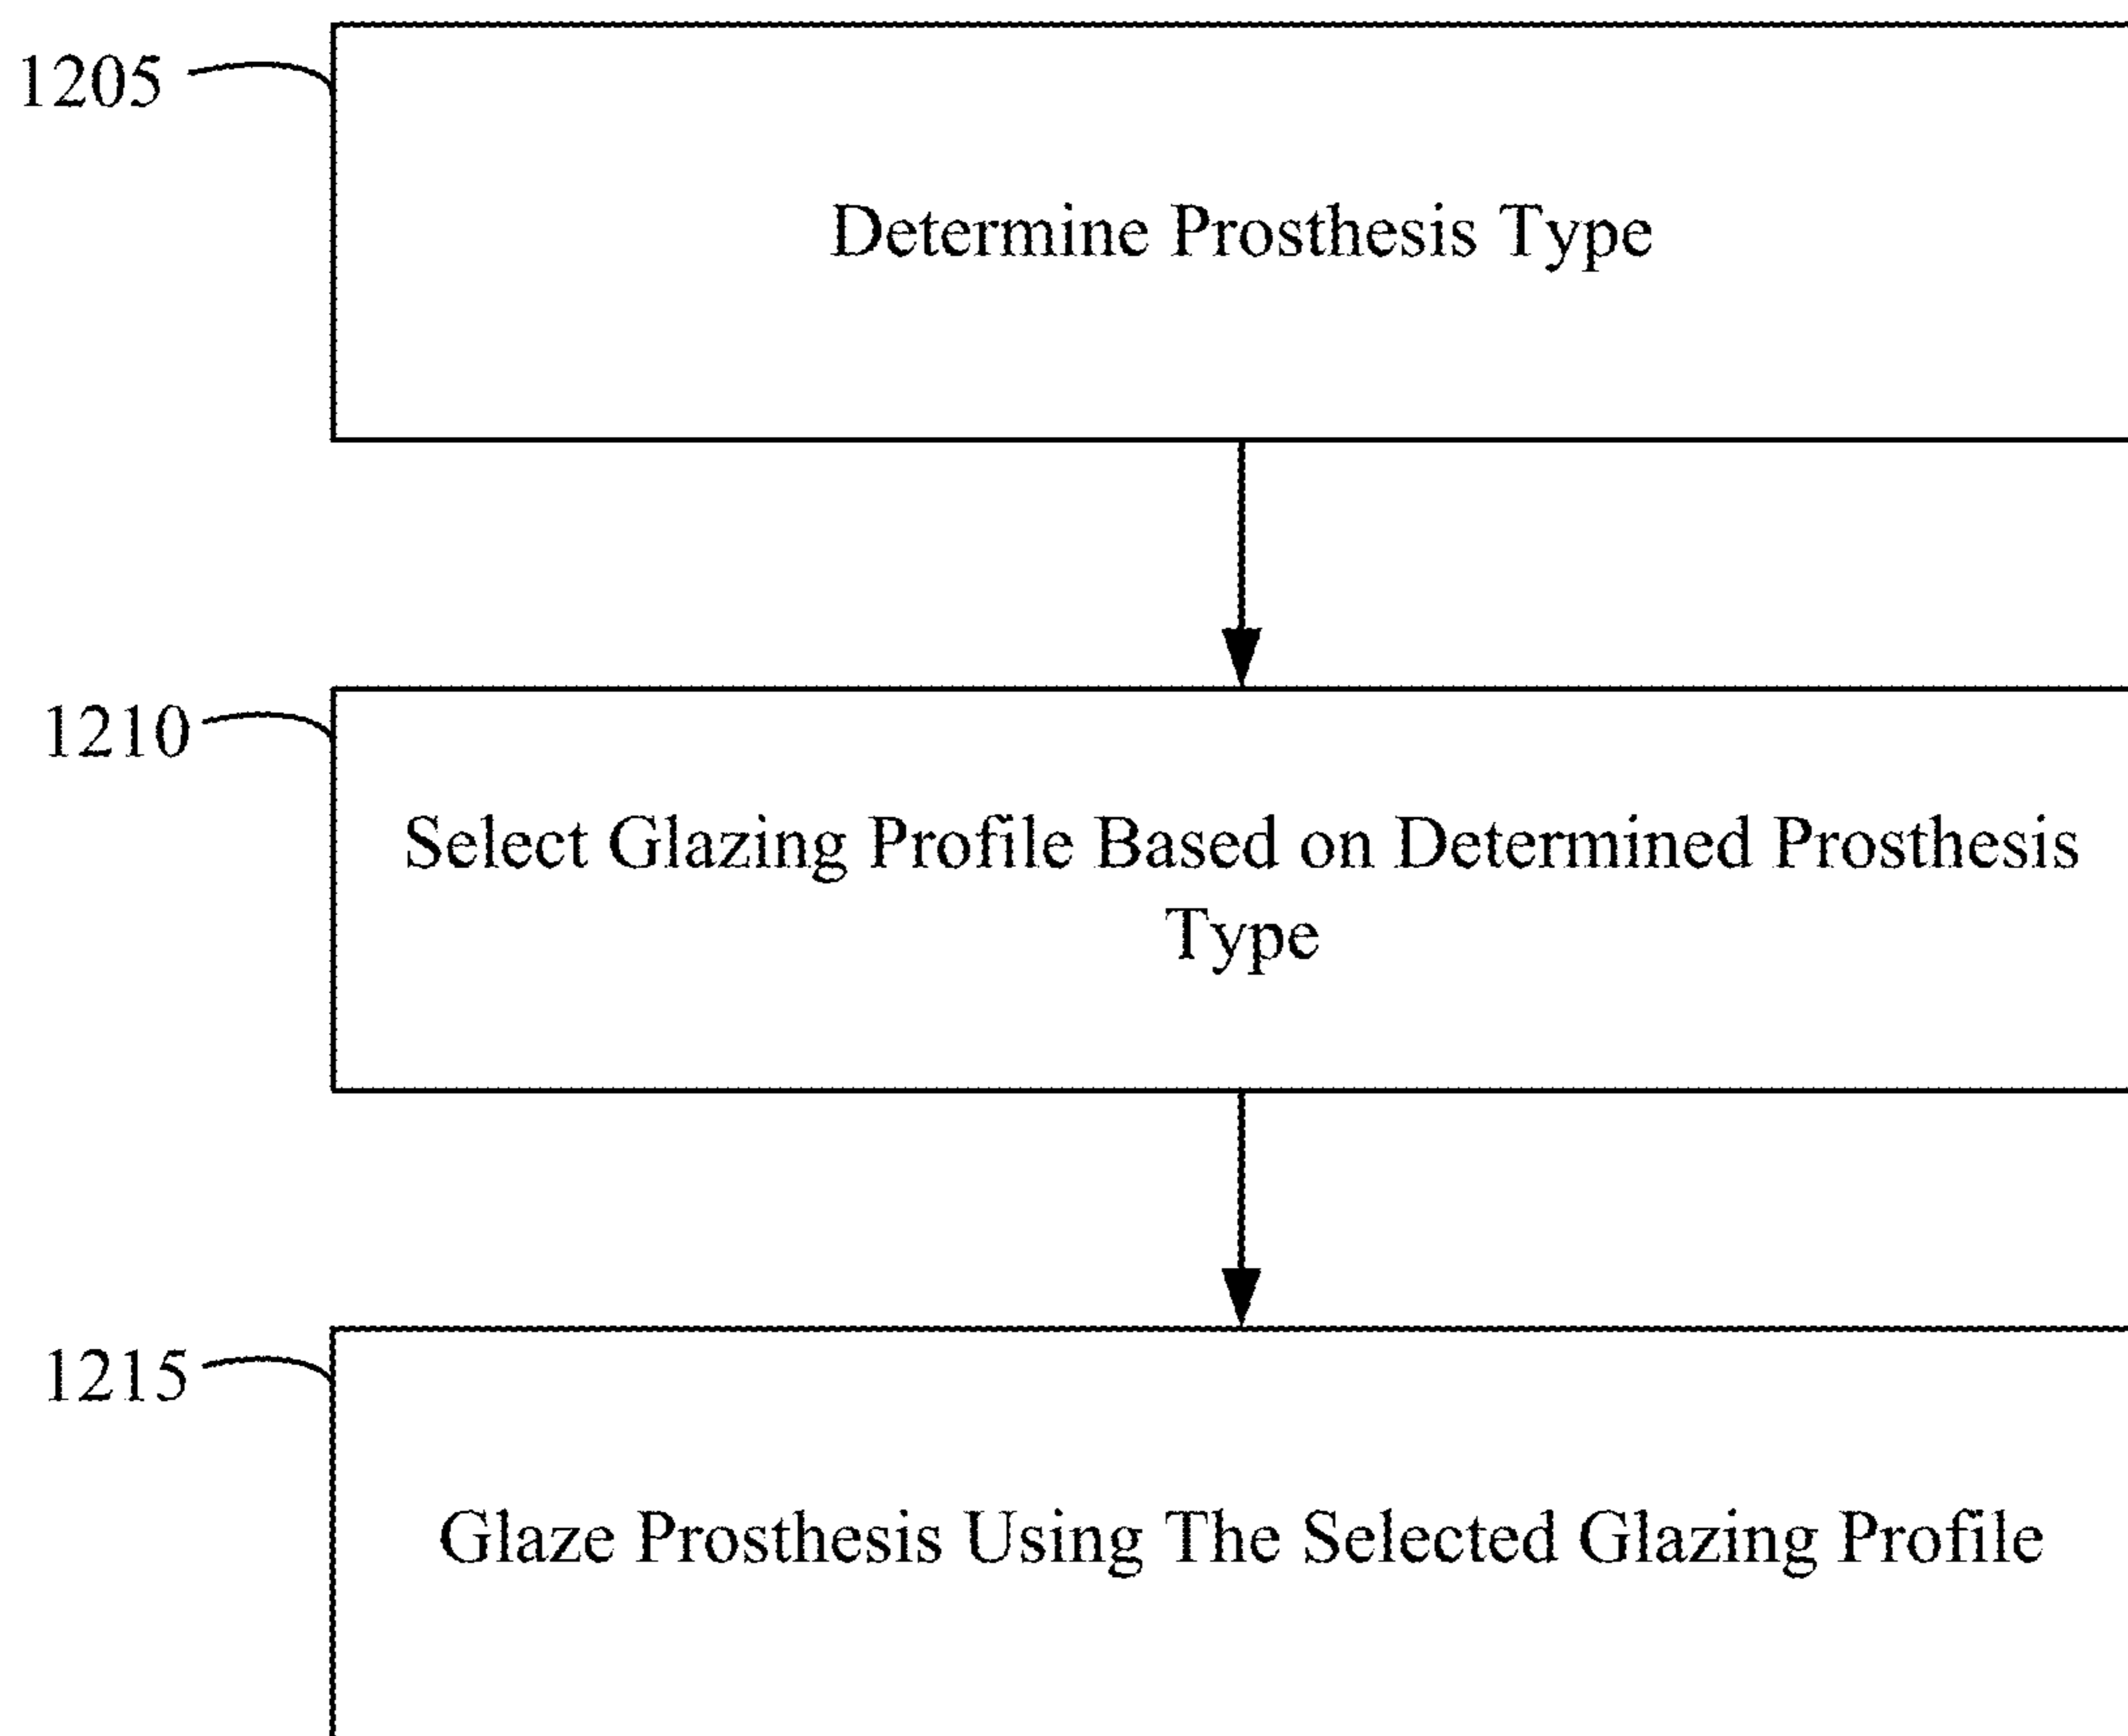 1205
Determine Prosthesis Type
1210
Select Glazing Profile Based on Determined Prosthesis
Type
1215
Glaze Prosthesis Using The Selected Glazing Profile